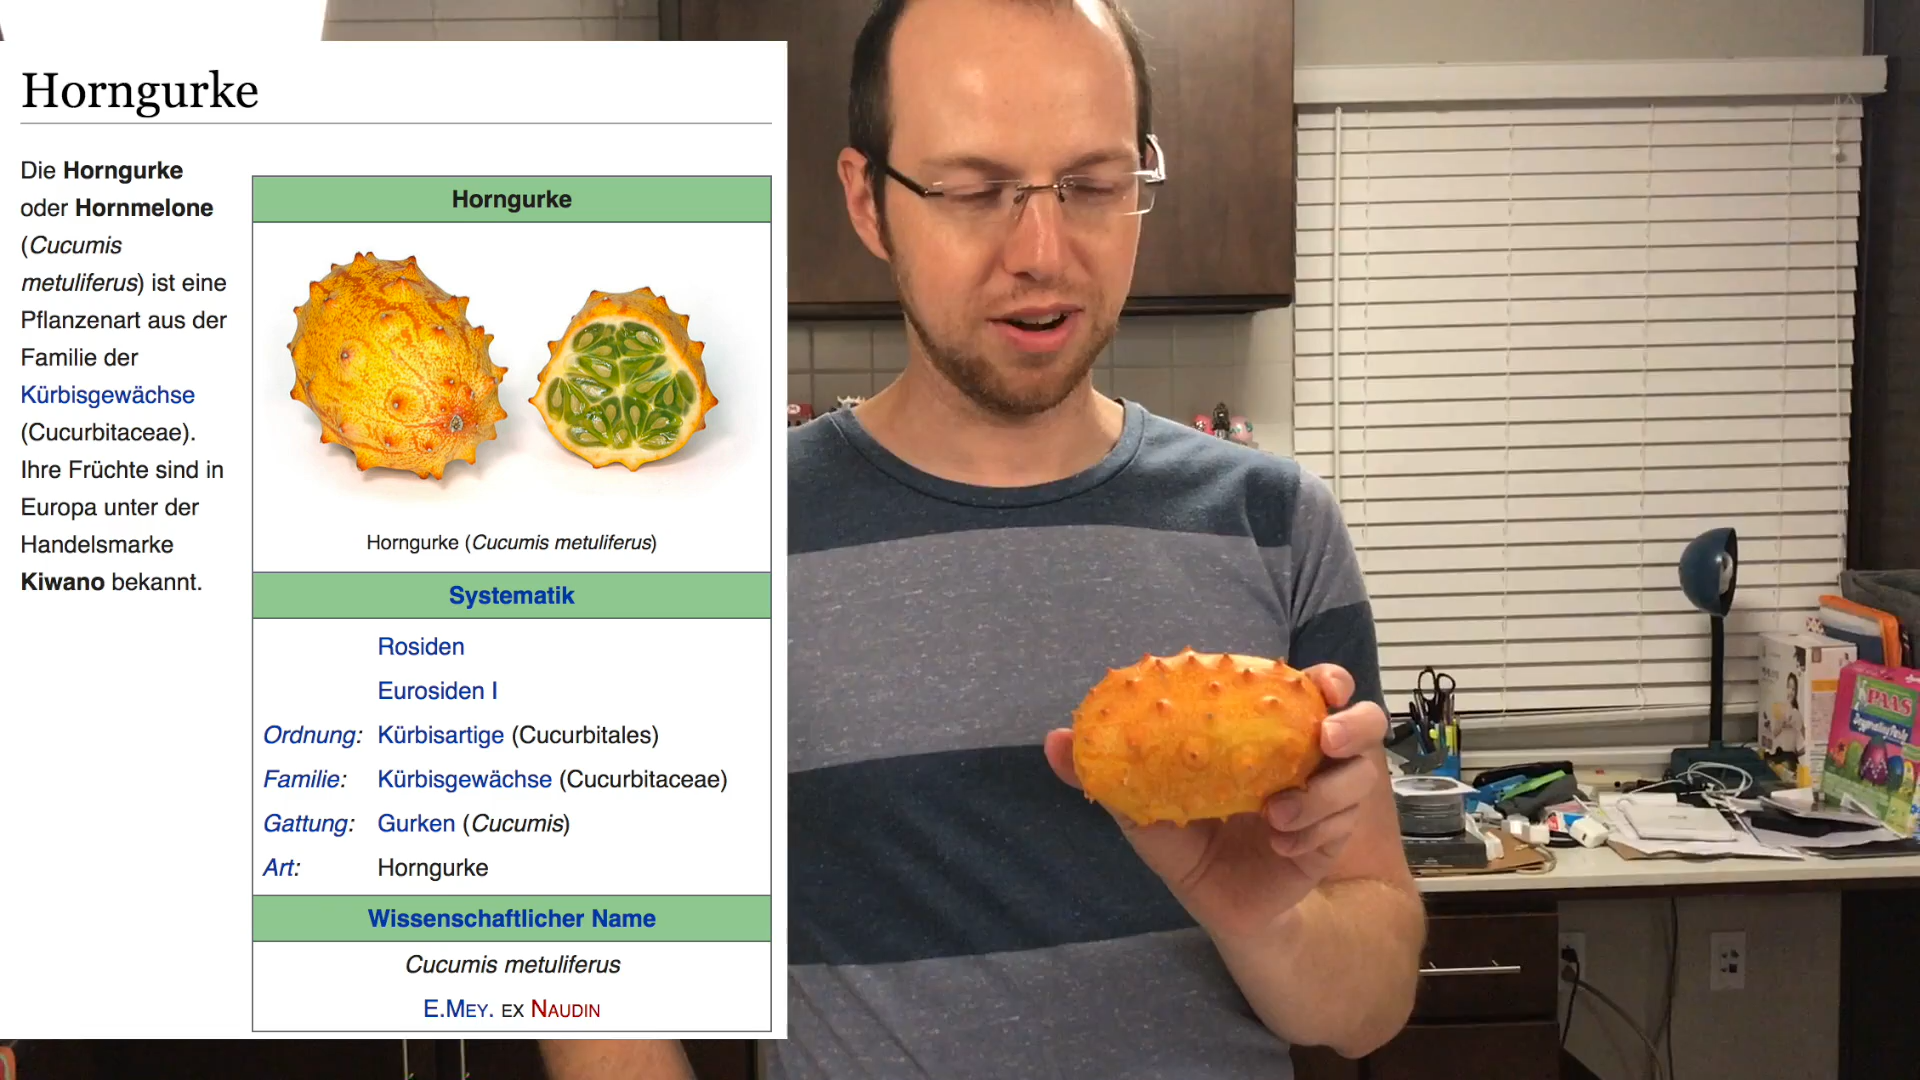 Horngurke
Die Horngurke
oder Hornmelone
(Cucumis
metuliferus) ist eine
Pflanzenart aus der
Familie der
Kürbisgewächse
(Cucurbitaceae).
Ihre Früchte sind in
Europa unter der
Handelsmarke
Kiwano bekannt.
Horngurke
Horngurke (Cucumis metuliferus)
Systematik
Rosiden
Eurosiden I
Ordnung: Kürbisartige (Cucurbitales)
Familie: Kürbisgewächse (Cucurbitaceae)
Gattung: Gurken (Cucumis)
Art: Horngurke
Wissenschaftlicher Name
Cucumis metuliferus
E.MEY. EX NAUDIN
PAAS